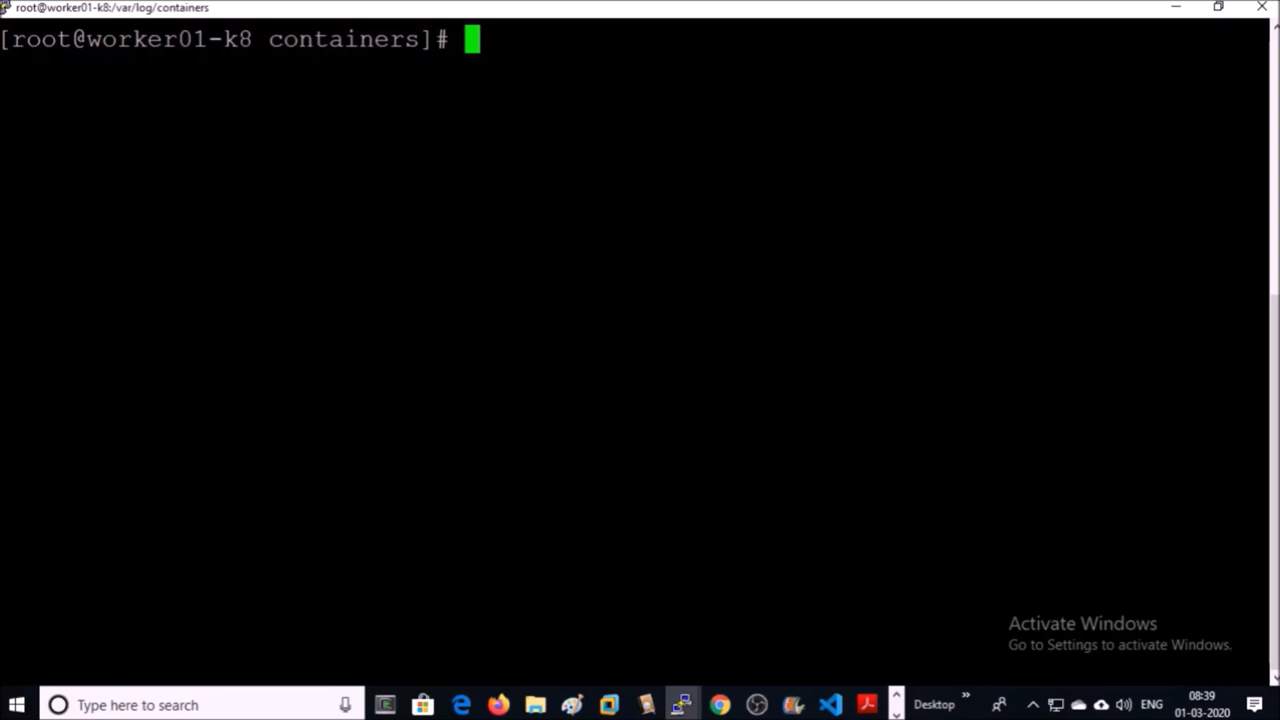 root@worker01-k8:/var/log/containers
[root@worker01-k8 containers]#
Activate Windows
Go to Settings to activate Windows.
Type here to search
Desktop
ENG
08:39
01-03-2020